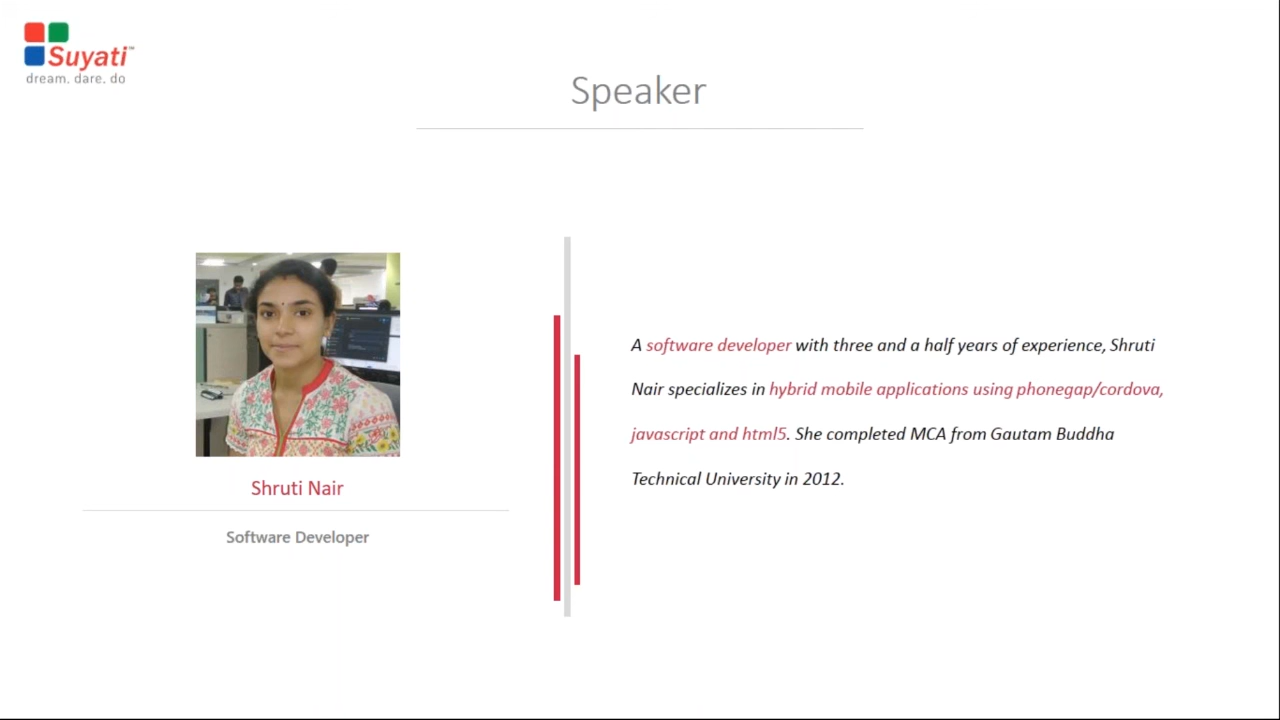 Suyati™
dream. dare. do
Speaker
A software developer with three and a half years of experience, Shruti
Nair specializes in hybrid mobile applications using phonegap/cordova,
javascript and html5. She completed MCA from Gautam Buddha
Technical University in 2012.
Shruti Nair
Software Developer